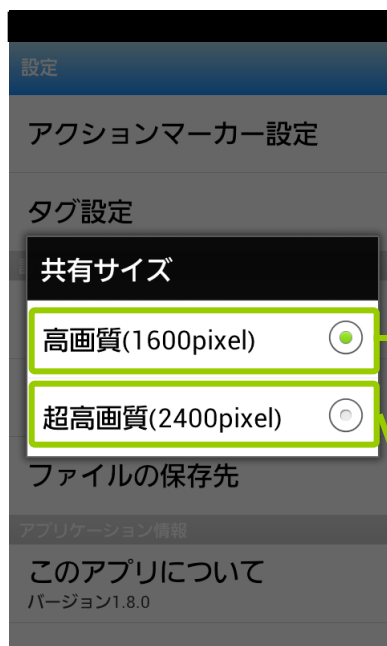 設定
アクションマーカー設定
タグ設定
共有サイズ
高画質(1600pixel)
超高画質(2400pixel)
ファイルの保存先
アプリケーション情報
このアプリについて
バージョン1.8.0